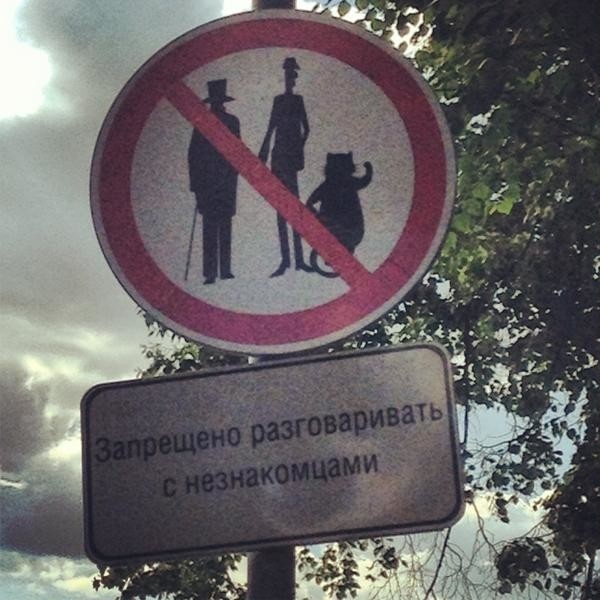 Запрещено разговаривать
с незнакомцами